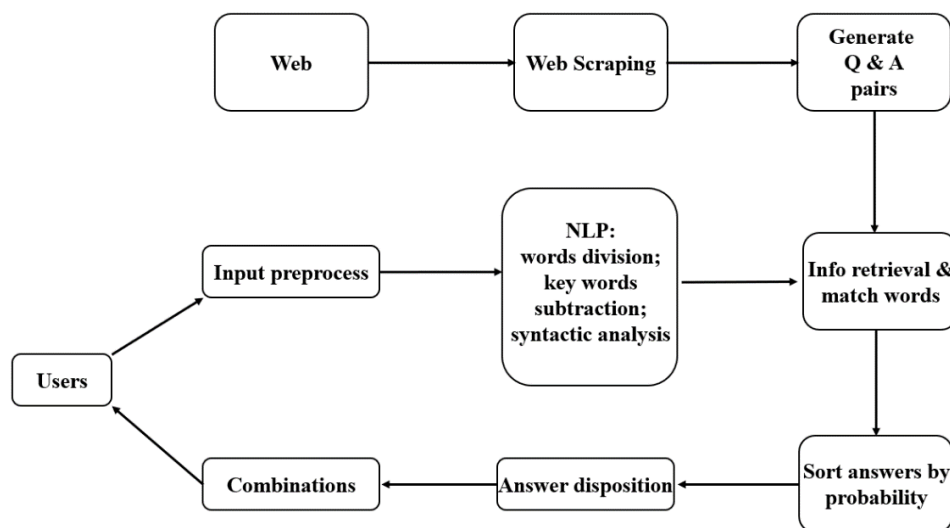 Web
Web Scraping
Generate
Q & A
pairs
Input preprocess
NLP:
words division;
key words
subtraction;
syntactic analysis
Info retrieval &
match words
Users
Combinations
Answer disposition
Sort answers by
probability